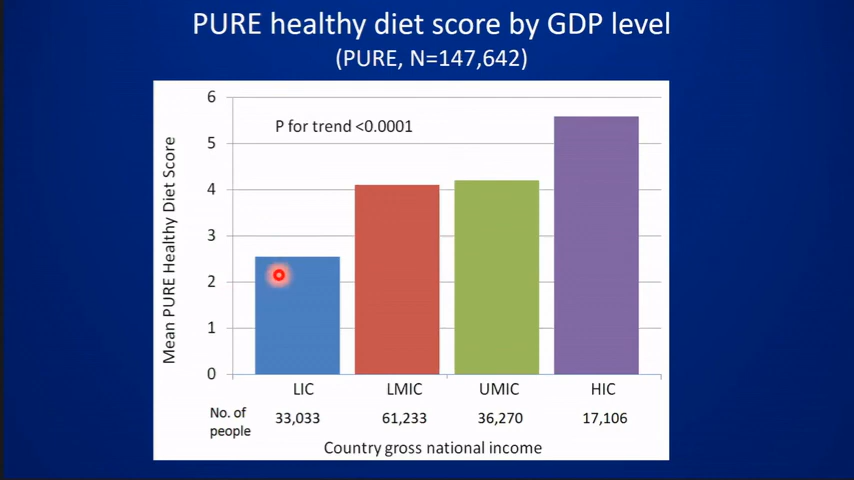 PURE healthy diet score by GDP level
(PURE, N=147,642)
Mean PURE Healthy Diet Score
6
5
4
3
2
1
0
P for trend <0.0001
LIC LMIC UMIC HIC
No. of people 33,033 61,233 36,270 17,106
Country gross national income